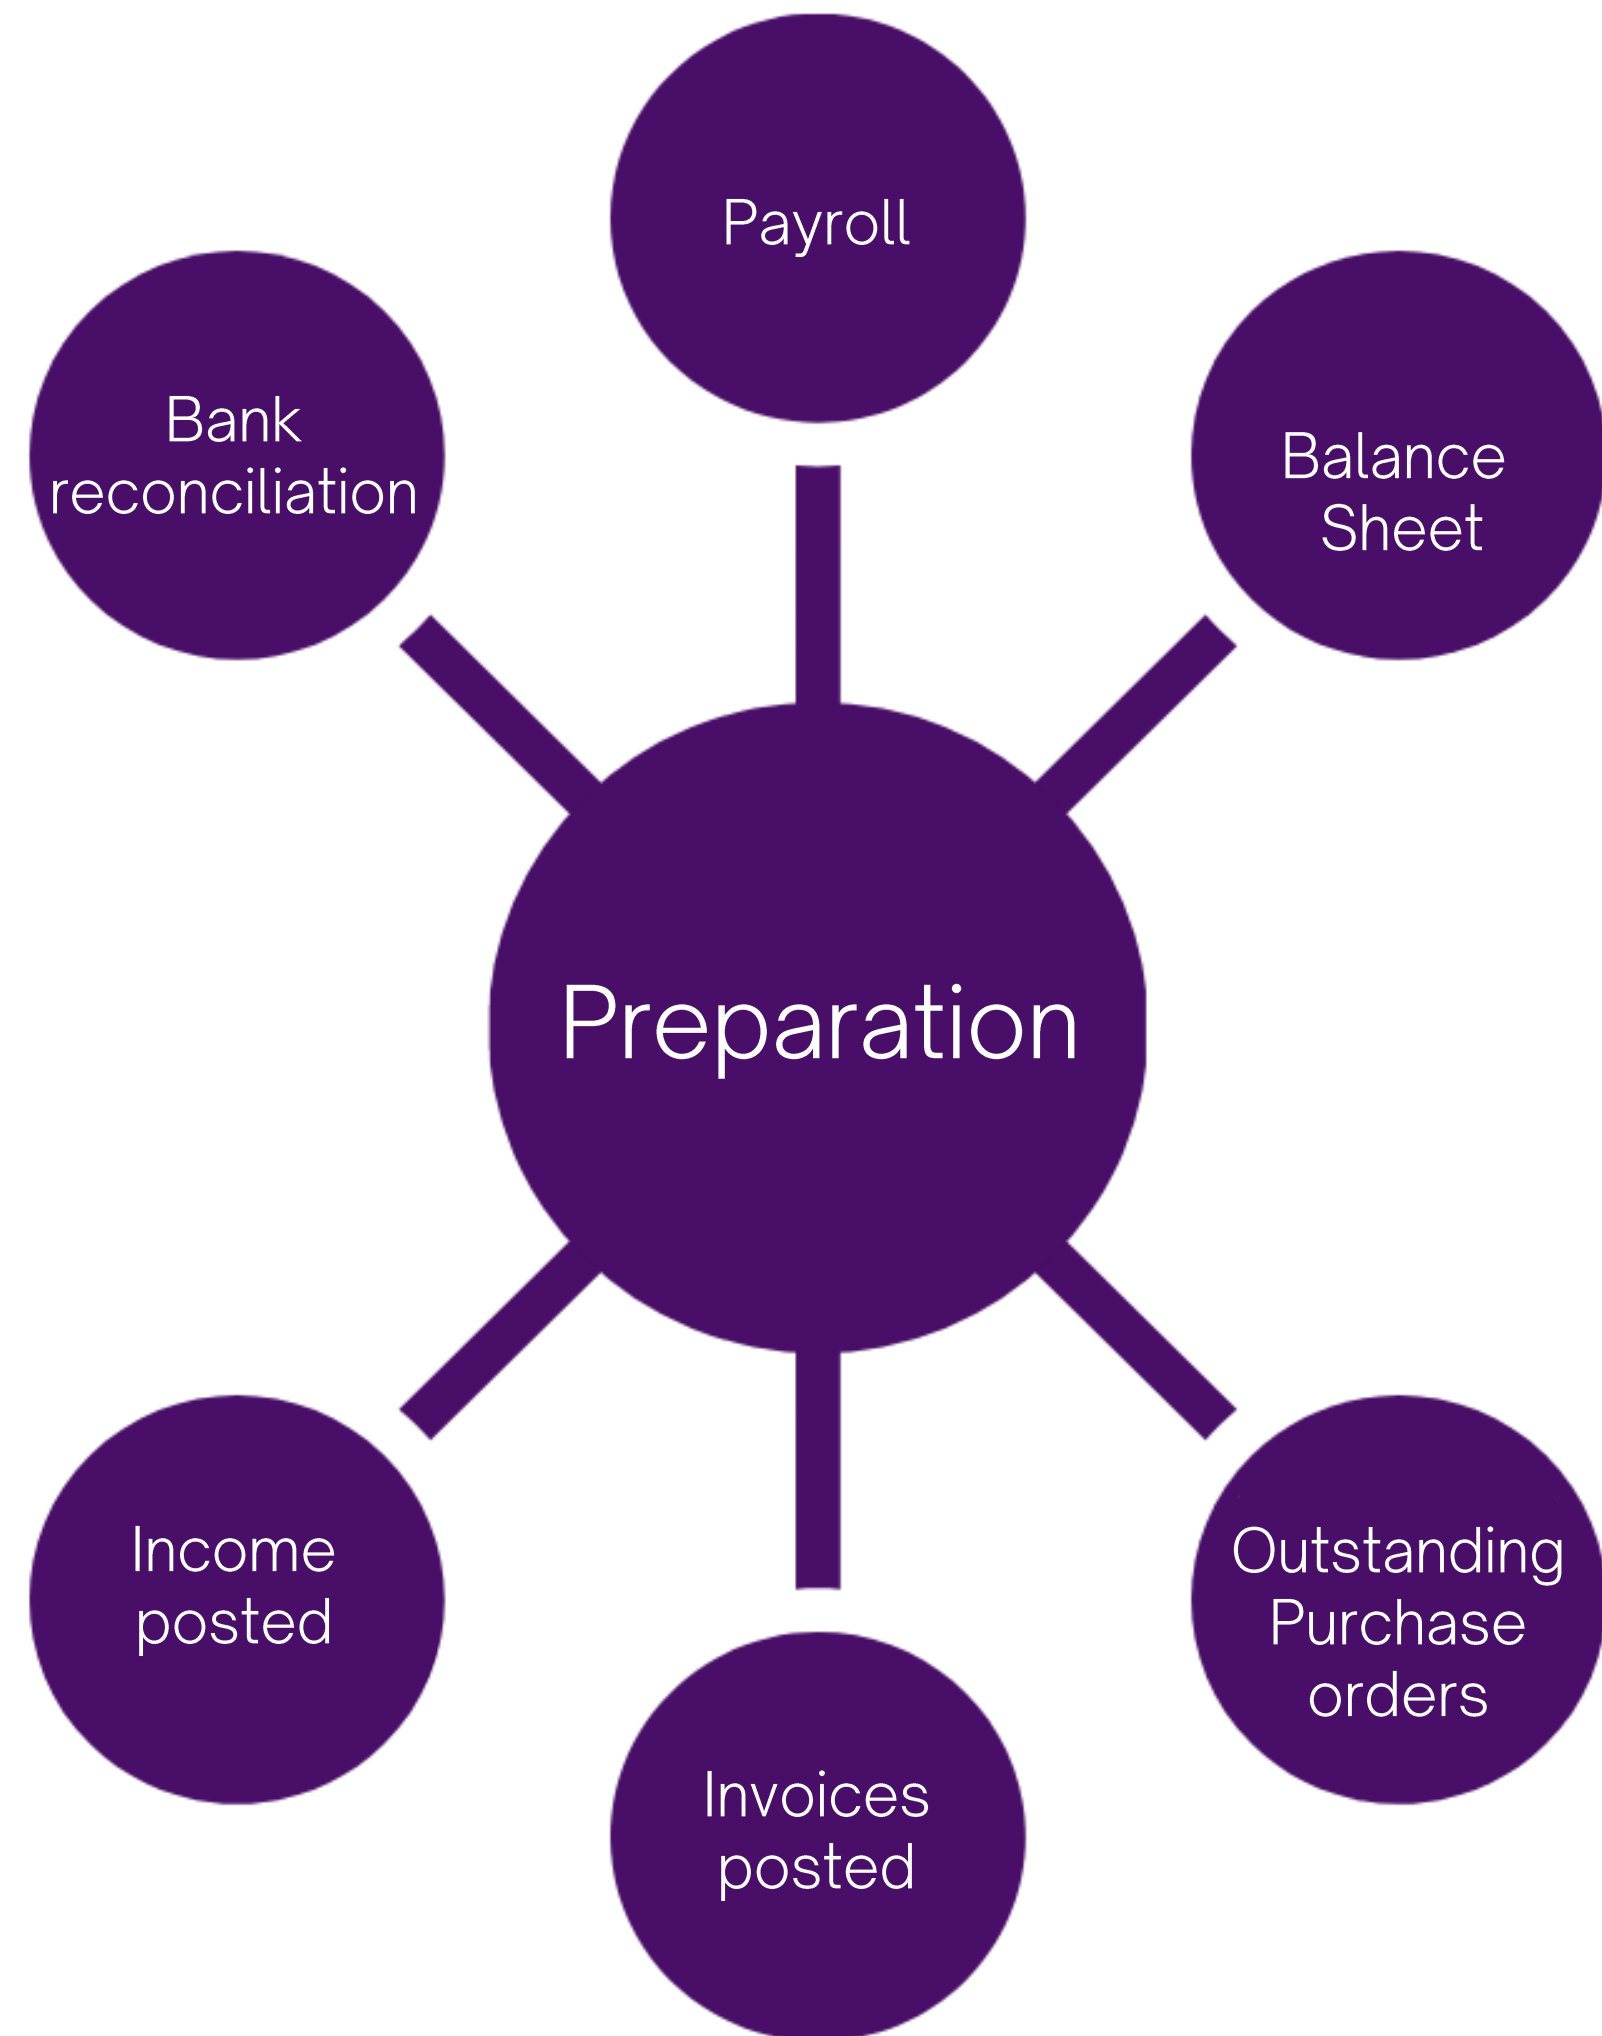 Payroll
Bank
reconciliation
Balance
Sheet
Preparation
Income
posted
Outstanding
Purchase
orders
Invoices
posted